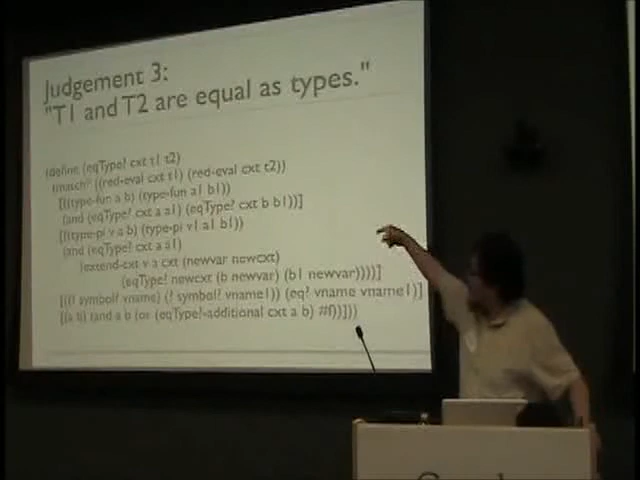 Judgement 3:
"T1 and T2 are equal as types."
(define (eqType? cxt t1 t2)
(match* ((red-eval cxt t1) (red-eval cxt t2))
[((type-fun a b) (type-fun a1 b1))
(and (eqType? cxt a a1) (eqType? cxt b b1))]
[((type-pi v a b) (type-pi v1 a1 b1))
(and (eqType? cxt a a1)
(extend-cxt v a cxt (newvar newcxt)
(eqType? newcxt (b newvar) (b1 newvar))))]
[((? symbol? vname) (? symbol? vname1)) (eq? vname vname1)]
[(a b) (and a b (or (eqType?-additional cxt a b) #f))]))